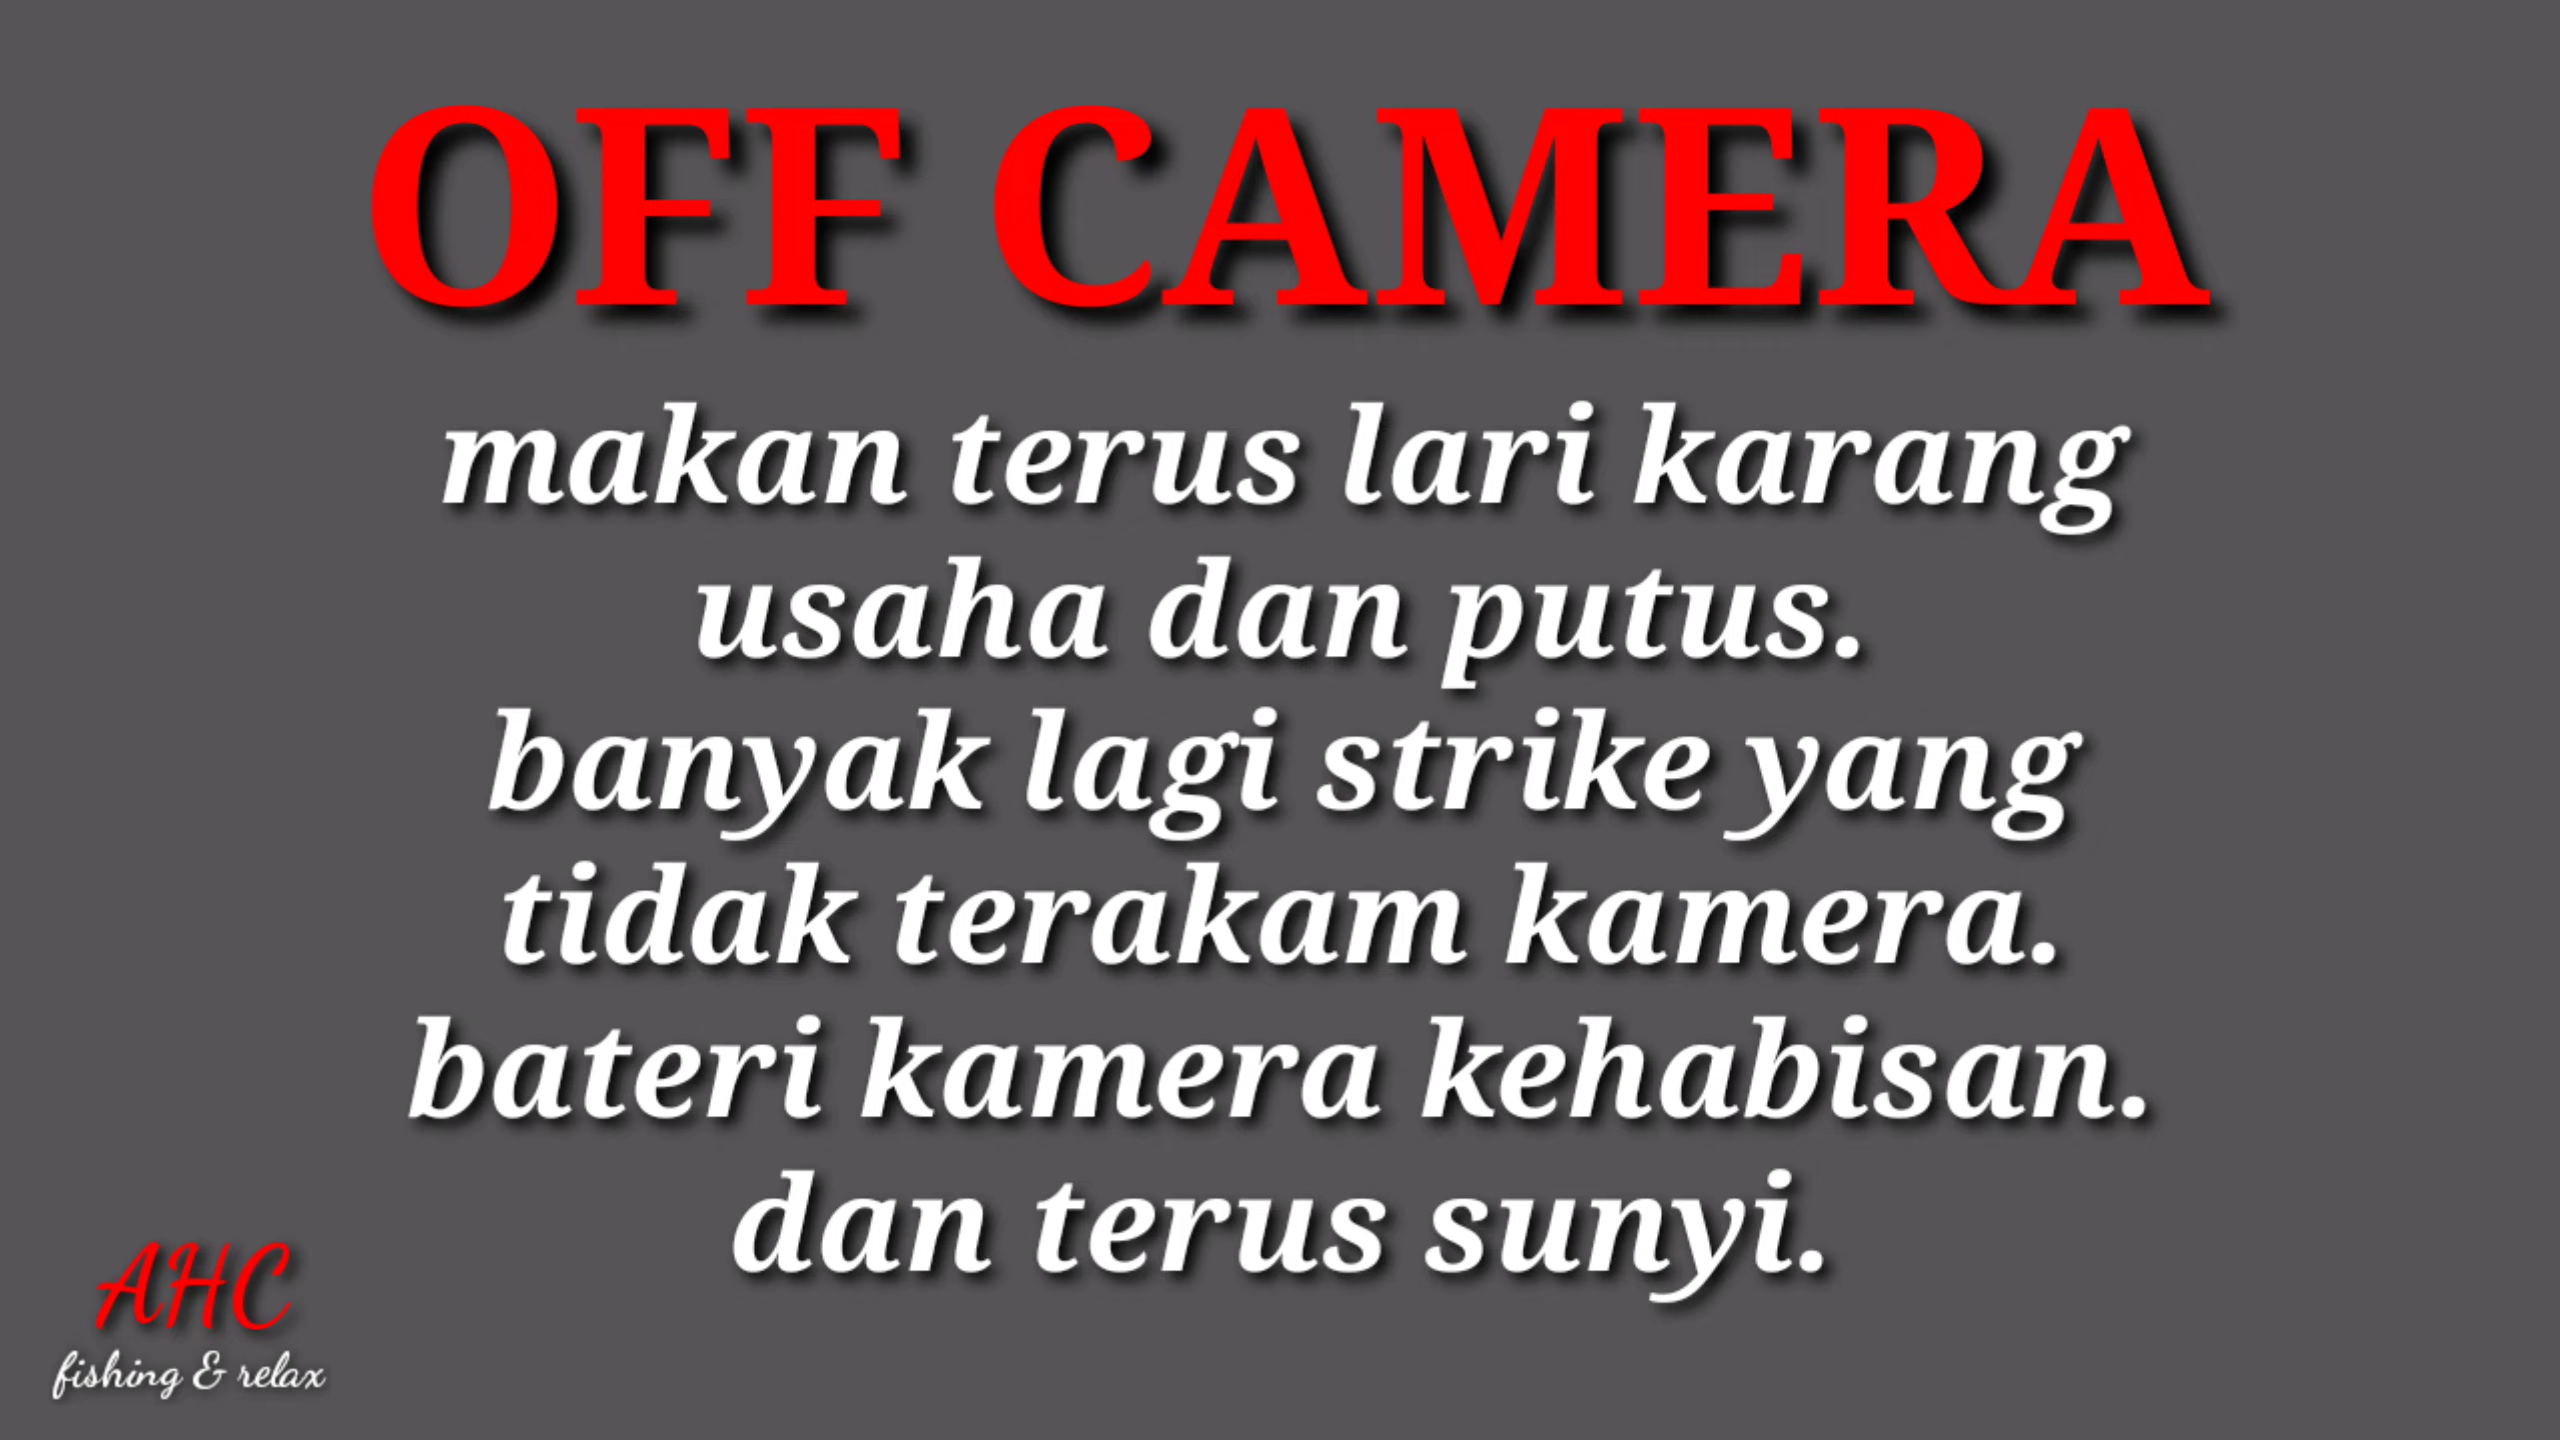 OFF CAMERA
makan terus lari karang
usaha dan putus.
banyak lagi strike yang
tidak terakam kamera.
bateri kamera kehabisan.
dan terus sunyi.
AHC
fishing & relax